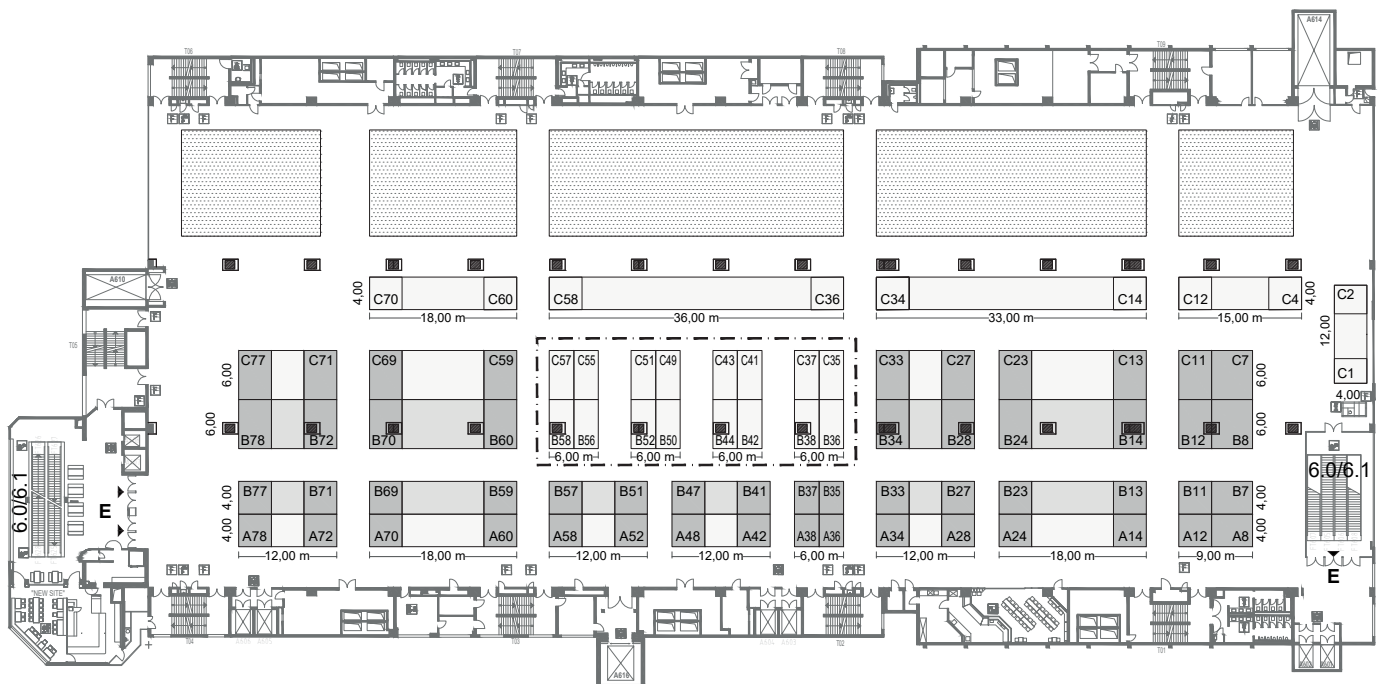 A614
T06
T07
T08
T09
A610
T05
C70
C60
C58
C36
C34
C14
C12
C4
C2
4,00
18,00 m
36,00 m
33,00 m
15,00 m
4,00
12,00
C1
4,00
C77
C71
C69
C59
C57
C55
C51
C49
C43
C41
C37
C35
C33
C27
C23
C13
C11
C7
6,00
6,00
6,00
6,00
B78
B72
B70
B60
B58
B56
B52
B50
B44
B42
B38
B36
B34
B28
B24
B14
B12
B8
6,00 m
6,00 m
6,00 m
6,00 m
6.0/6.1
E
6.0/6.1
E
B77
B71
B69
B59
B57
B51
B47
B41
B37
B35
B33
B27
B23
B13
B11
B7
4,00
4,00
4,00
4,00
A78
A72
A70
A60
A58
A52
A48
A42
A38
A36
A34
A28
A24
A14
A12
A8
12,00 m
18,00 m
12,00 m
12,00 m
6,00 m
12,00 m
18,00 m
9,00 m
"NEW SITE"
T04
T03
T02
T01
A616